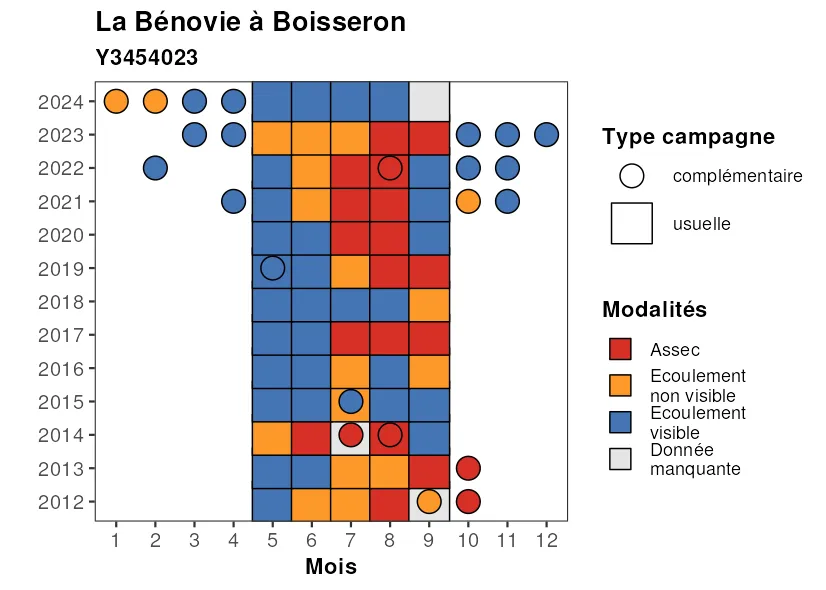 La Bénovie à Boisseron
Y3454023
2024
2023
2022
2021
2020
2019
2018
2017
2016
2015
2014
2013
2012
1 2 3 4 5 6 7 8 9 10 11 12
Mois
Type campagne
complémentaire
usuelle
Modalités
Assec
Ecoulement
non visible
Ecoulement
visible
Donnée
manquante